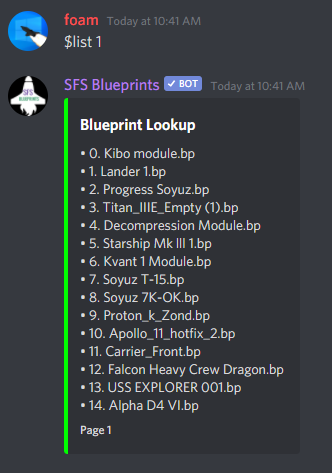 foam Today at 10:41 AM
$list 1
SFS BLUEPRINTS
SFS Blueprints ✓ BOT Today at 10:41 AM
Blueprint Lookup
• 0. Kibo module.bp
• 1. Lander 1.bp
• 2. Progress Soyuz.bp
• 3. Titan_IIIE_Empty (1).bp
• 4. Decompression Module.bp
• 5. Starship Mk lll 1.bp
• 6. Kvant 1 Module.bp
• 7. Soyuz T-15.bp
• 8. Soyuz 7K-OK.bp
• 9. Proton_k_Zond.bp
• 10. Apollo_11_hotfix_2.bp
• 11. Carrier_Front.bp
• 12. Falcon Heavy Crew Dragon.bp
• 13. USS EXPLORER 001.bp
• 14. Alpha D4 VI.bp
Page 1